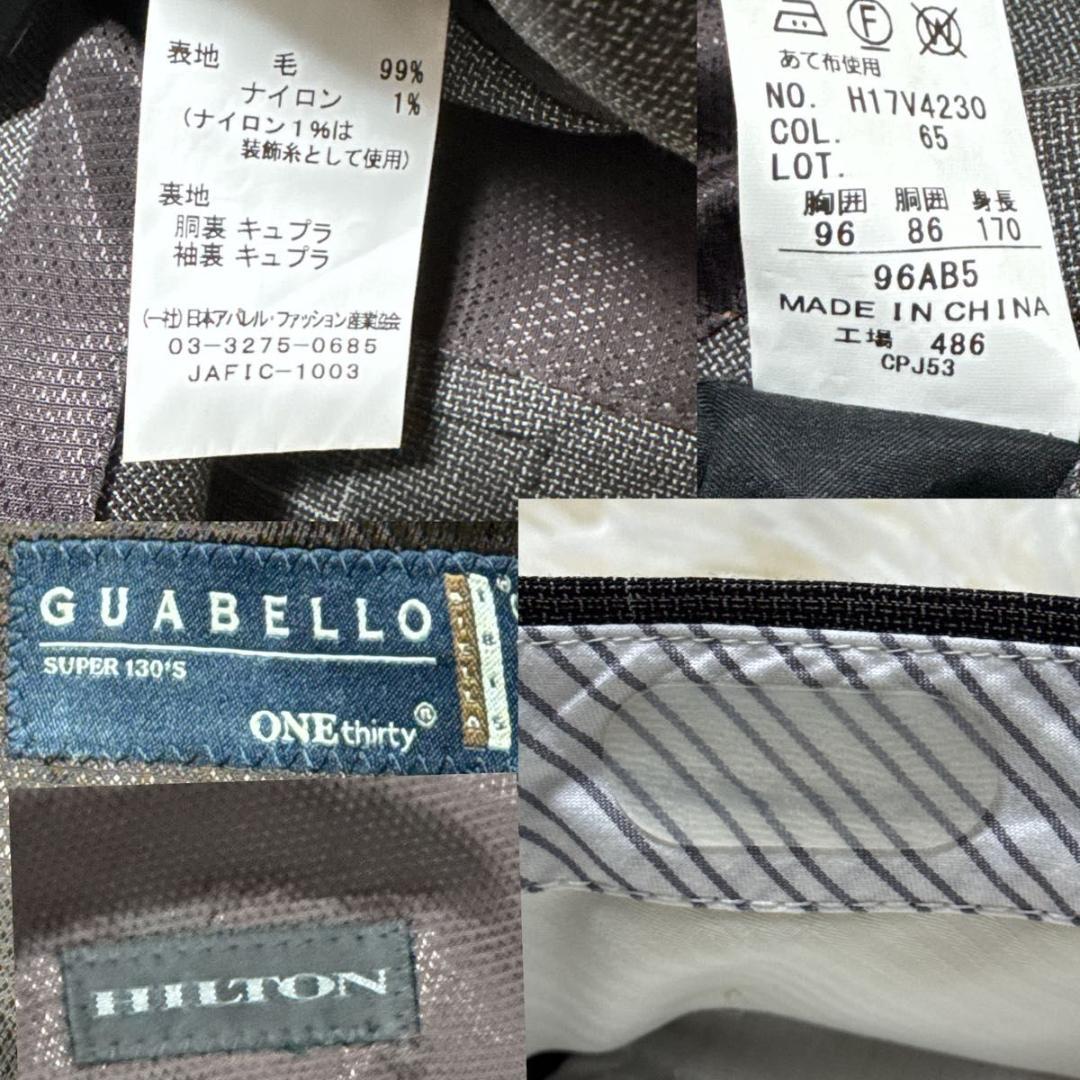 表地 毛 99%
ナイロン 1%
(ナイロン1%は
装飾糸として使用)
裏地
胴裏 キュプラ
袖裏 キュプラ
(一社)日本アパレル・ファッション産業協会
03-3275-0685
JAFIC-1003
F
W
あて布使用
NO. H17V4230
COL. 65
LOT.
胸囲 胴囲 身長
96 86 170
96AB5
MADE IN CHINA
工場 486
CPJ53
GUABELLO
SUPER 130'S
ONEthirty®
HILTON